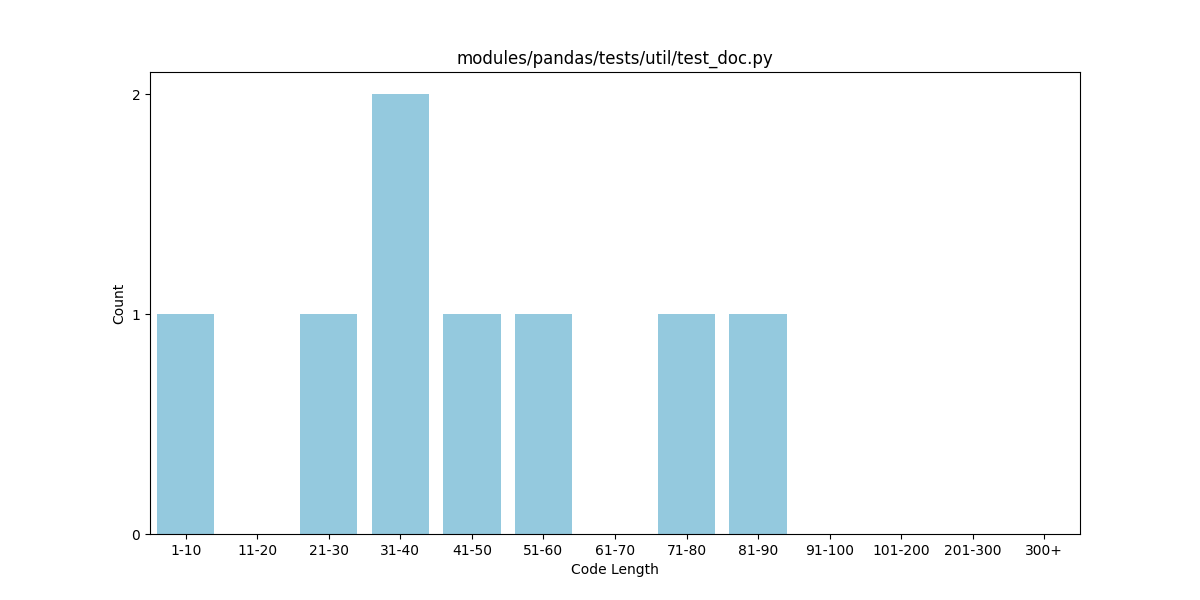 modules/pandas/tests/util/test_doc.py
2
1
0
Count
1-10 11-20 21-30 31-40 41-50 51-60 61-70 71-80 81-90 91-100 101-200 201-300 300+
Code Length